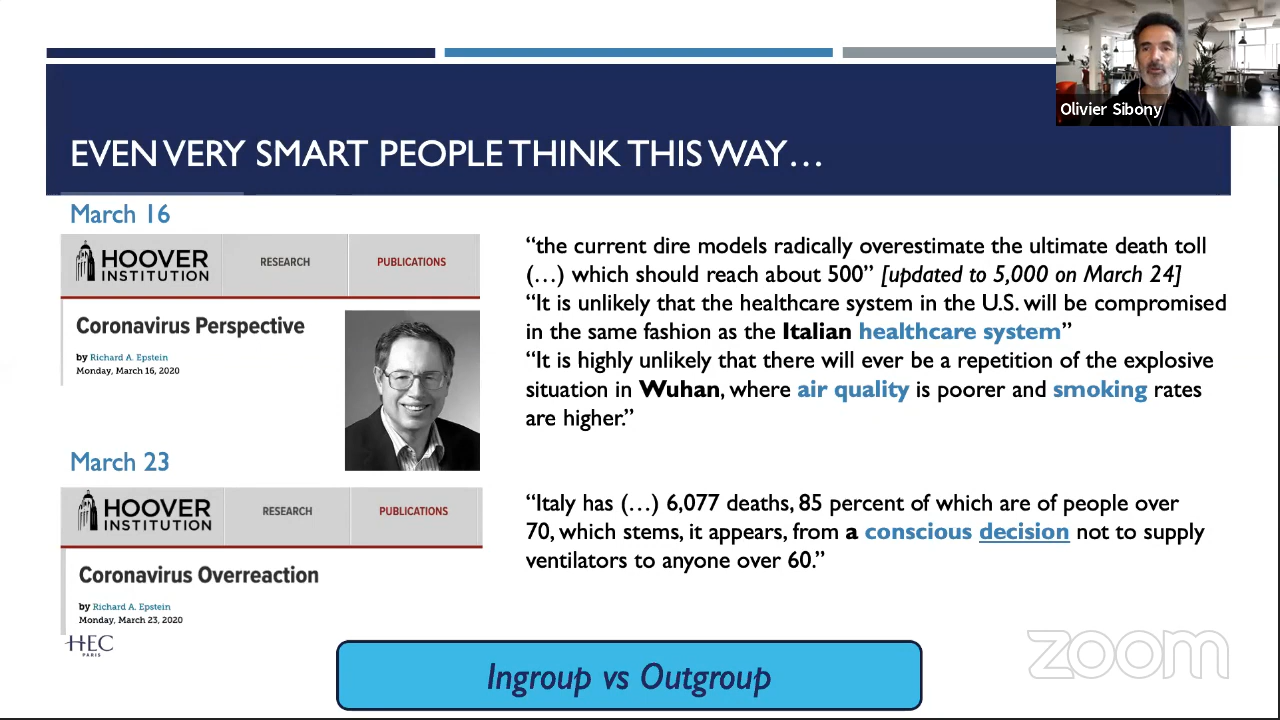 Olivier Sibony
EVEN VERY SMART PEOPLE THINK THIS WAY…
March 16
HOOVER
INSTITUTION
RESEARCH
PUBLICATIONS
Coronavirus Perspective
by Richard A. Epstein
Monday, March 16, 2020
“the current dire models radically overestimate the ultimate death toll
(…) which should reach about 500” [updated to 5,000 on March 24]
“It is unlikely that the healthcare system in the U.S. will be compromised
in the same fashion as the Italian healthcare system”
“It is highly unlikely that there will ever be a repetition of the explosive
situation in Wuhan, where air quality is poorer and smoking rates
are higher.”
March 23
HOOVER
INSTITUTION
RESEARCH
PUBLICATIONS
Coronavirus Overreaction
by Richard A. Epstein
Monday, March 23, 2020
“Italy has (…) 6,077 deaths, 85 percent of which are of people over
70, which stems, it appears, from a conscious decision not to supply
ventilators to anyone over 60.”
HEC
PARIS
Ingroup vs Outgroup
zoom